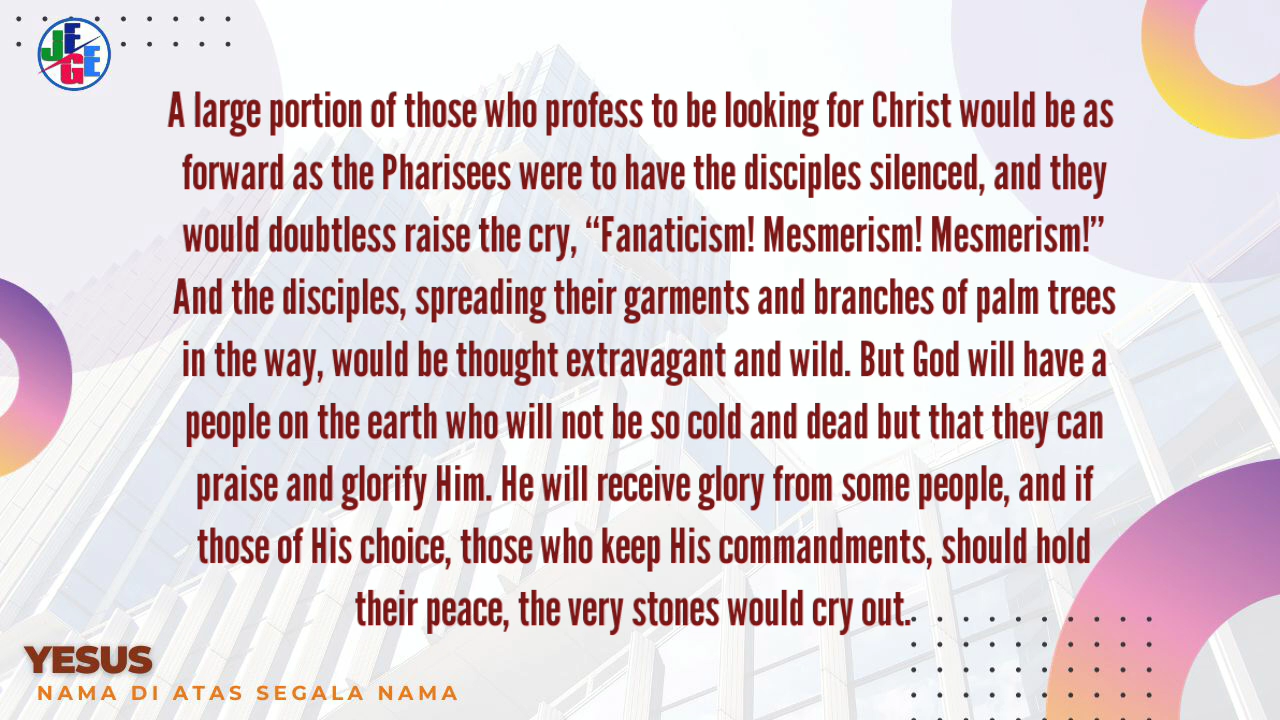 JEGE
A large portion of those who profess to be looking for Christ would be as
forward as the Pharisees were to have the disciples silenced, and they
would doubtless raise the cry, “Fanaticism! Mesmerism! Mesmerism!”
And the disciples, spreading their garments and branches of palm trees
in the way, would be thought extravagant and wild. But God will have a
people on the earth who will not be so cold and dead but that they can
praise and glorify Him. He will receive glory from some people, and if
those of His choice, those who keep His commandments, should hold
their peace, the very stones would cry out.
YESUS
NAMA DI ATAS SEGALA NAMA